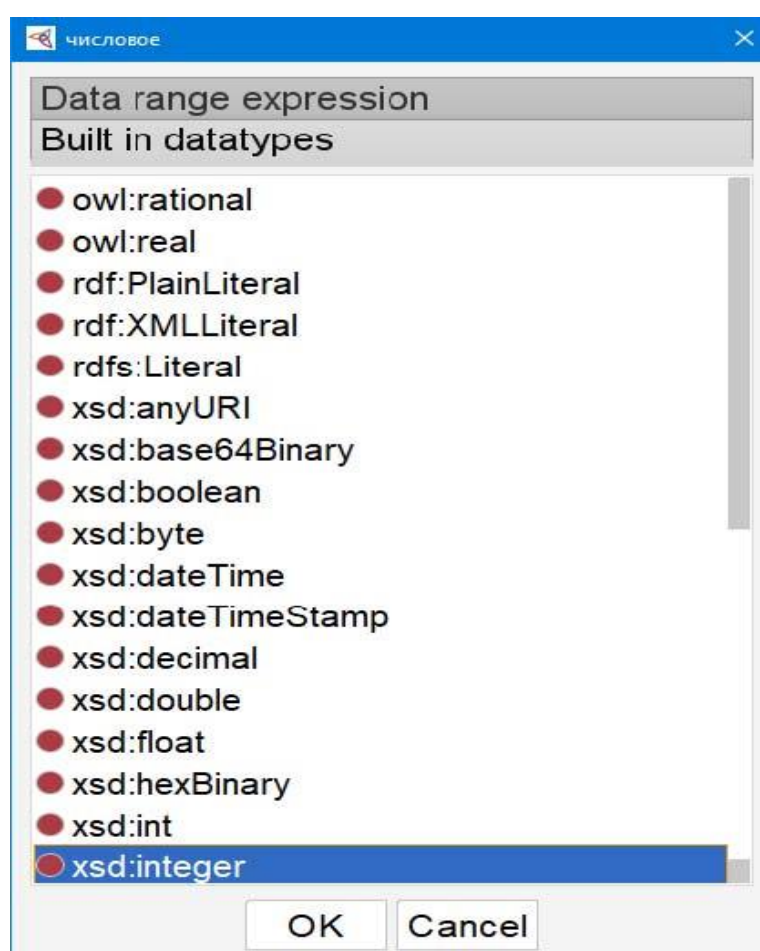 числовое
Data range expression
Built in datatypes
owl:rational
owl:real
rdf:PlainLiteral
rdf:XMLLiteral
rdfs:Literal
xsd:anyURI
xsd:base64Binary
xsd:boolean
xsd:byte
xsd:dateTime
xsd:dateTimeStamp
xsd:decimal
xsd:double
xsd:float
xsd:hexBinary
xsd:int
xsd:integer
OK Cancel